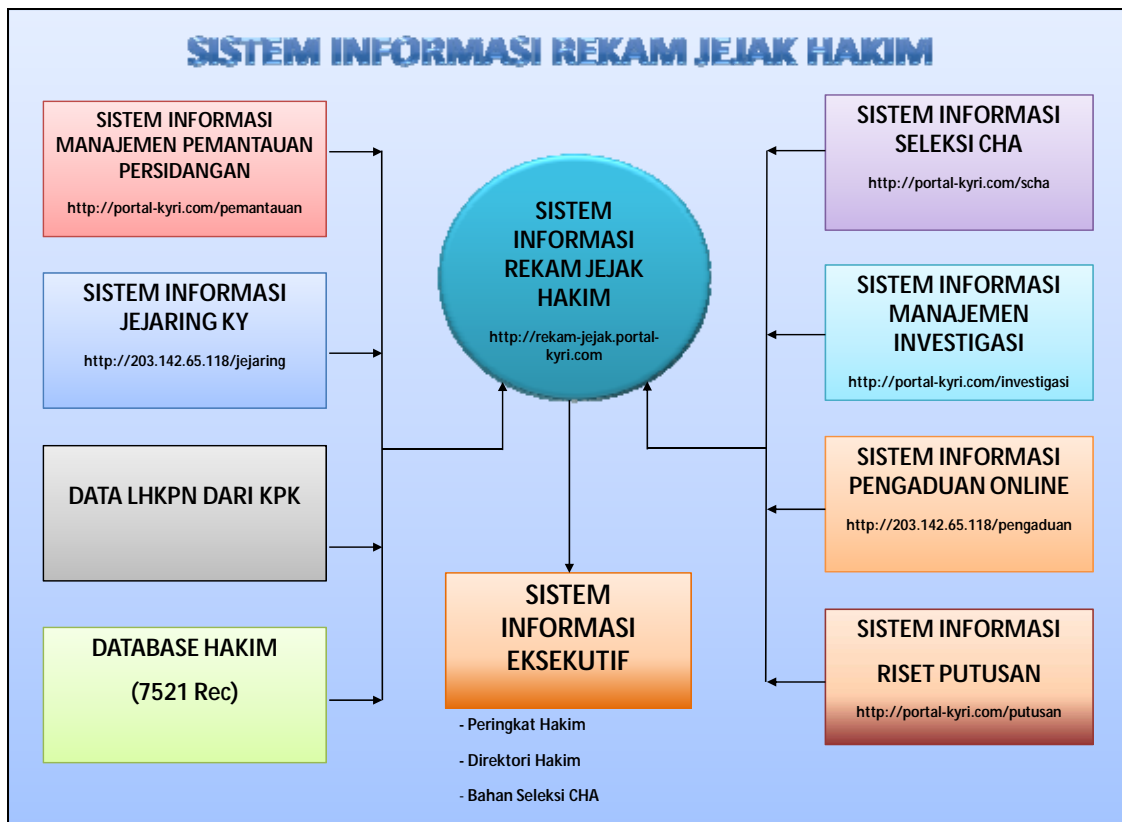 SISTEM INFORMASI REKAM JEJAK HAKIM
SISTEM INFORMASI
MANAJEMEN PEMANTAUAN
PERSIDANGAN
http://portal-kyri.com/pemantauan
SISTEM INFORMASI
JEJARING KY
http://203.142.65.118/jejaring
DATA LHKPN DARI KPK
DATABASE HAKIM
(7521 Rec)
SISTEM
INFORMASI
REKAM JEJAK
HAKIM
http://rekam-jejak.portal-
kyri.com
SISTEM
INFORMASI
EKSEKUTIF
- Peringkat Hakim
- Direktori Hakim
- Bahan Seleksi CHA
SISTEM INFORMASI
SELEKSI CHA
http://portal-kyri.com/scha
SISTEM INFORMASI
MANAJEMEN
INVESTIGASI
http://portal-kyri.com/investigasi
SISTEM INFORMASI
PENGADUAN ONLINE
http://203.142.65.118/pengaduan
SISTEM INFORMASI
RISET PUTUSAN
http://portal-kyri.com/putusan